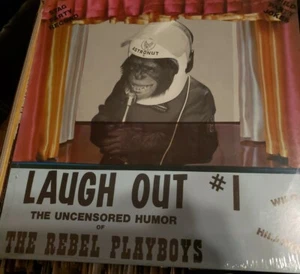 ASTRONUT
LAUGH OUT #1
THE UNCENSORED HUMOR
OF
THE REBEL PLAYBOYS